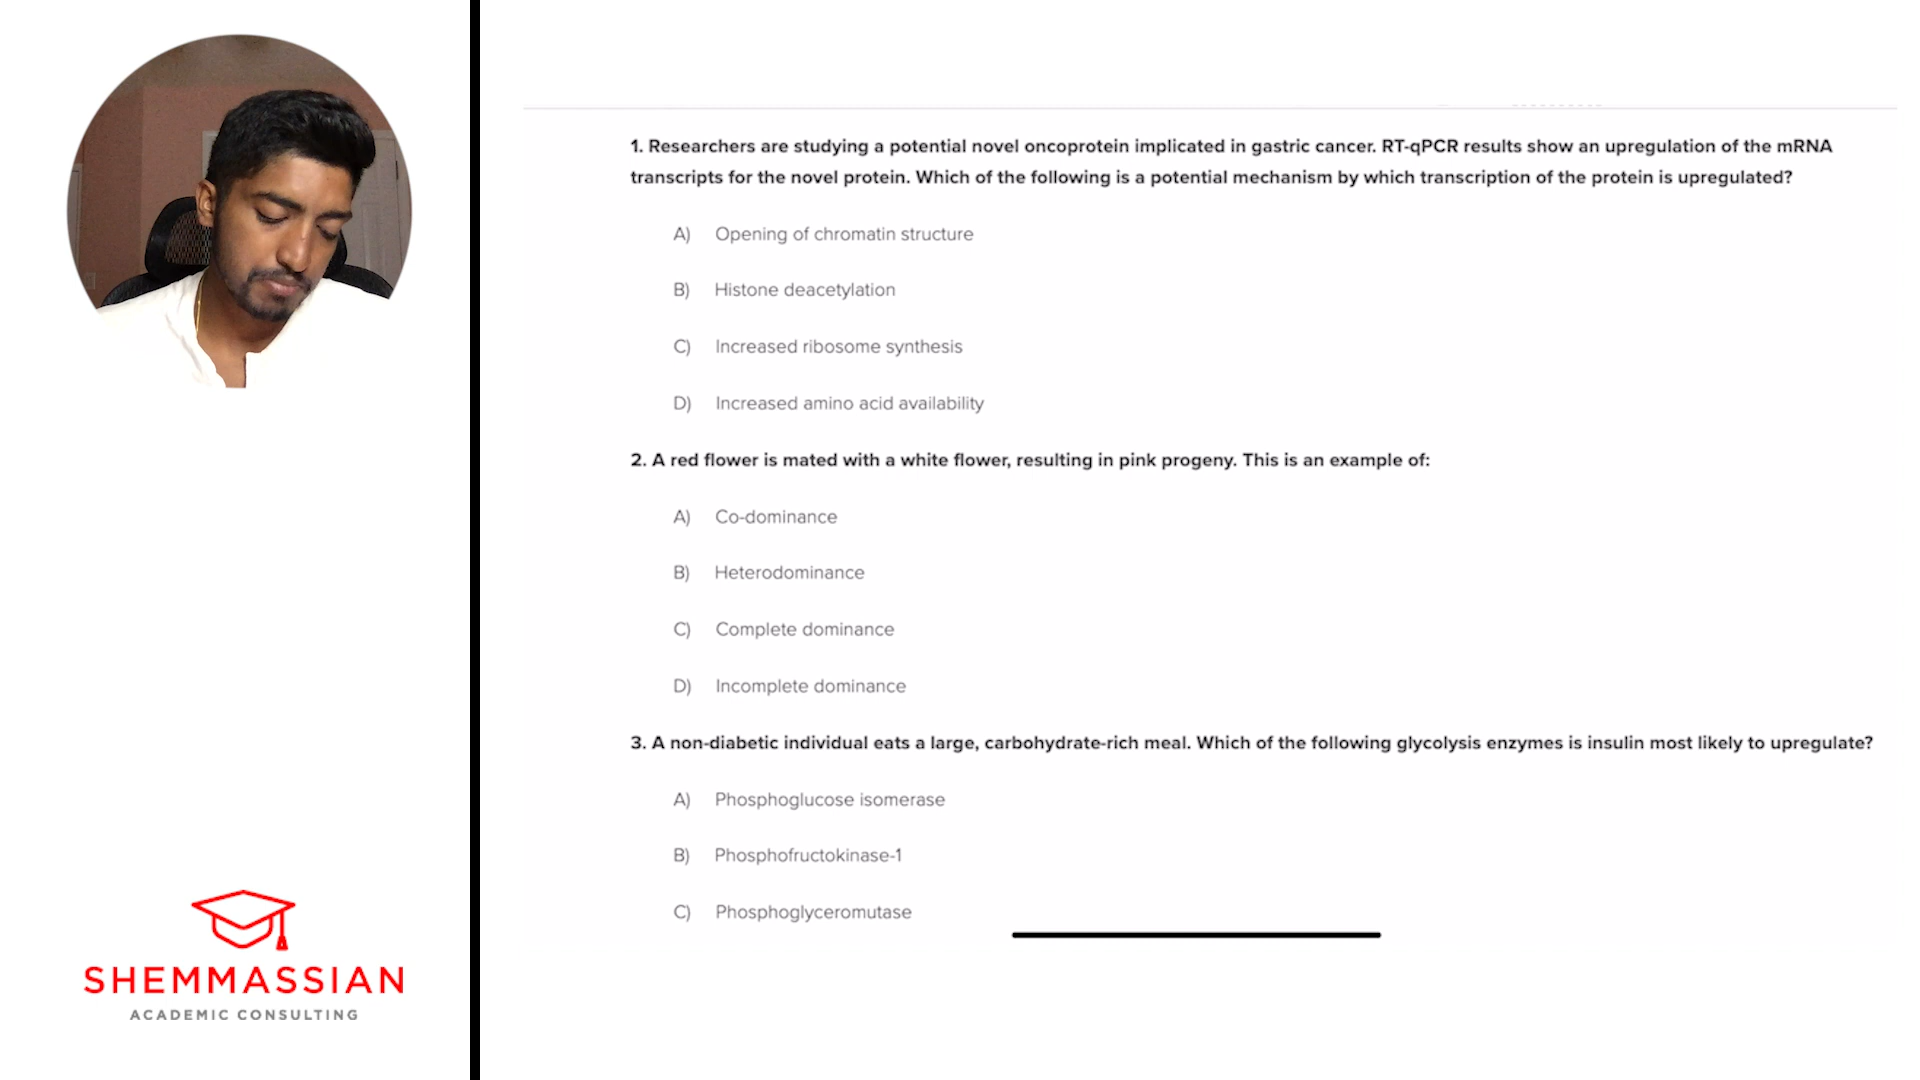 1. Researchers are studying a potential novel oncoprotein implicated in gastric cancer. RT-qPCR results show an upregulation of the mRNA
transcripts for the novel protein. Which of the following is a potential mechanism by which transcription of the protein is upregulated?
A) Opening of chromatin structure
B) Histone deacetylation
C) Increased ribosome synthesis
D) Increased amino acid availability
2. A red flower is mated with a white flower, resulting in pink progeny. This is an example of:
A) Co-dominance
B) Heterodominance
C) Complete dominance
D) Incomplete dominance
3. A non-diabetic individual eats a large, carbohydrate-rich meal. Which of the following glycolysis enzymes is insulin most likely to upregulate?
A) Phosphoglucose isomerase
B) Phosphofructokinase-1
C) Phosphoglyceromutase
SHEMMASSIAN
ACADEMIC CONSULTING